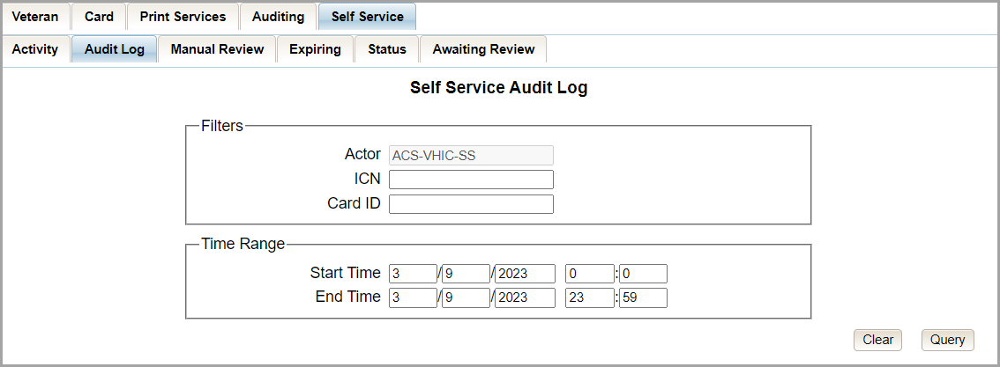 Veteran Card Print Services Auditing Self Service
Activity Audit Log Manual Review Expiring Status Awaiting Review
Self Service Audit Log
Filters
Actor ACS-VHIC-SS
ICN
Card ID
Time Range
Start Time 3 / 9 / 2023 0 : 0
End Time 3 / 9 / 2023 23 : 59
Clear Query